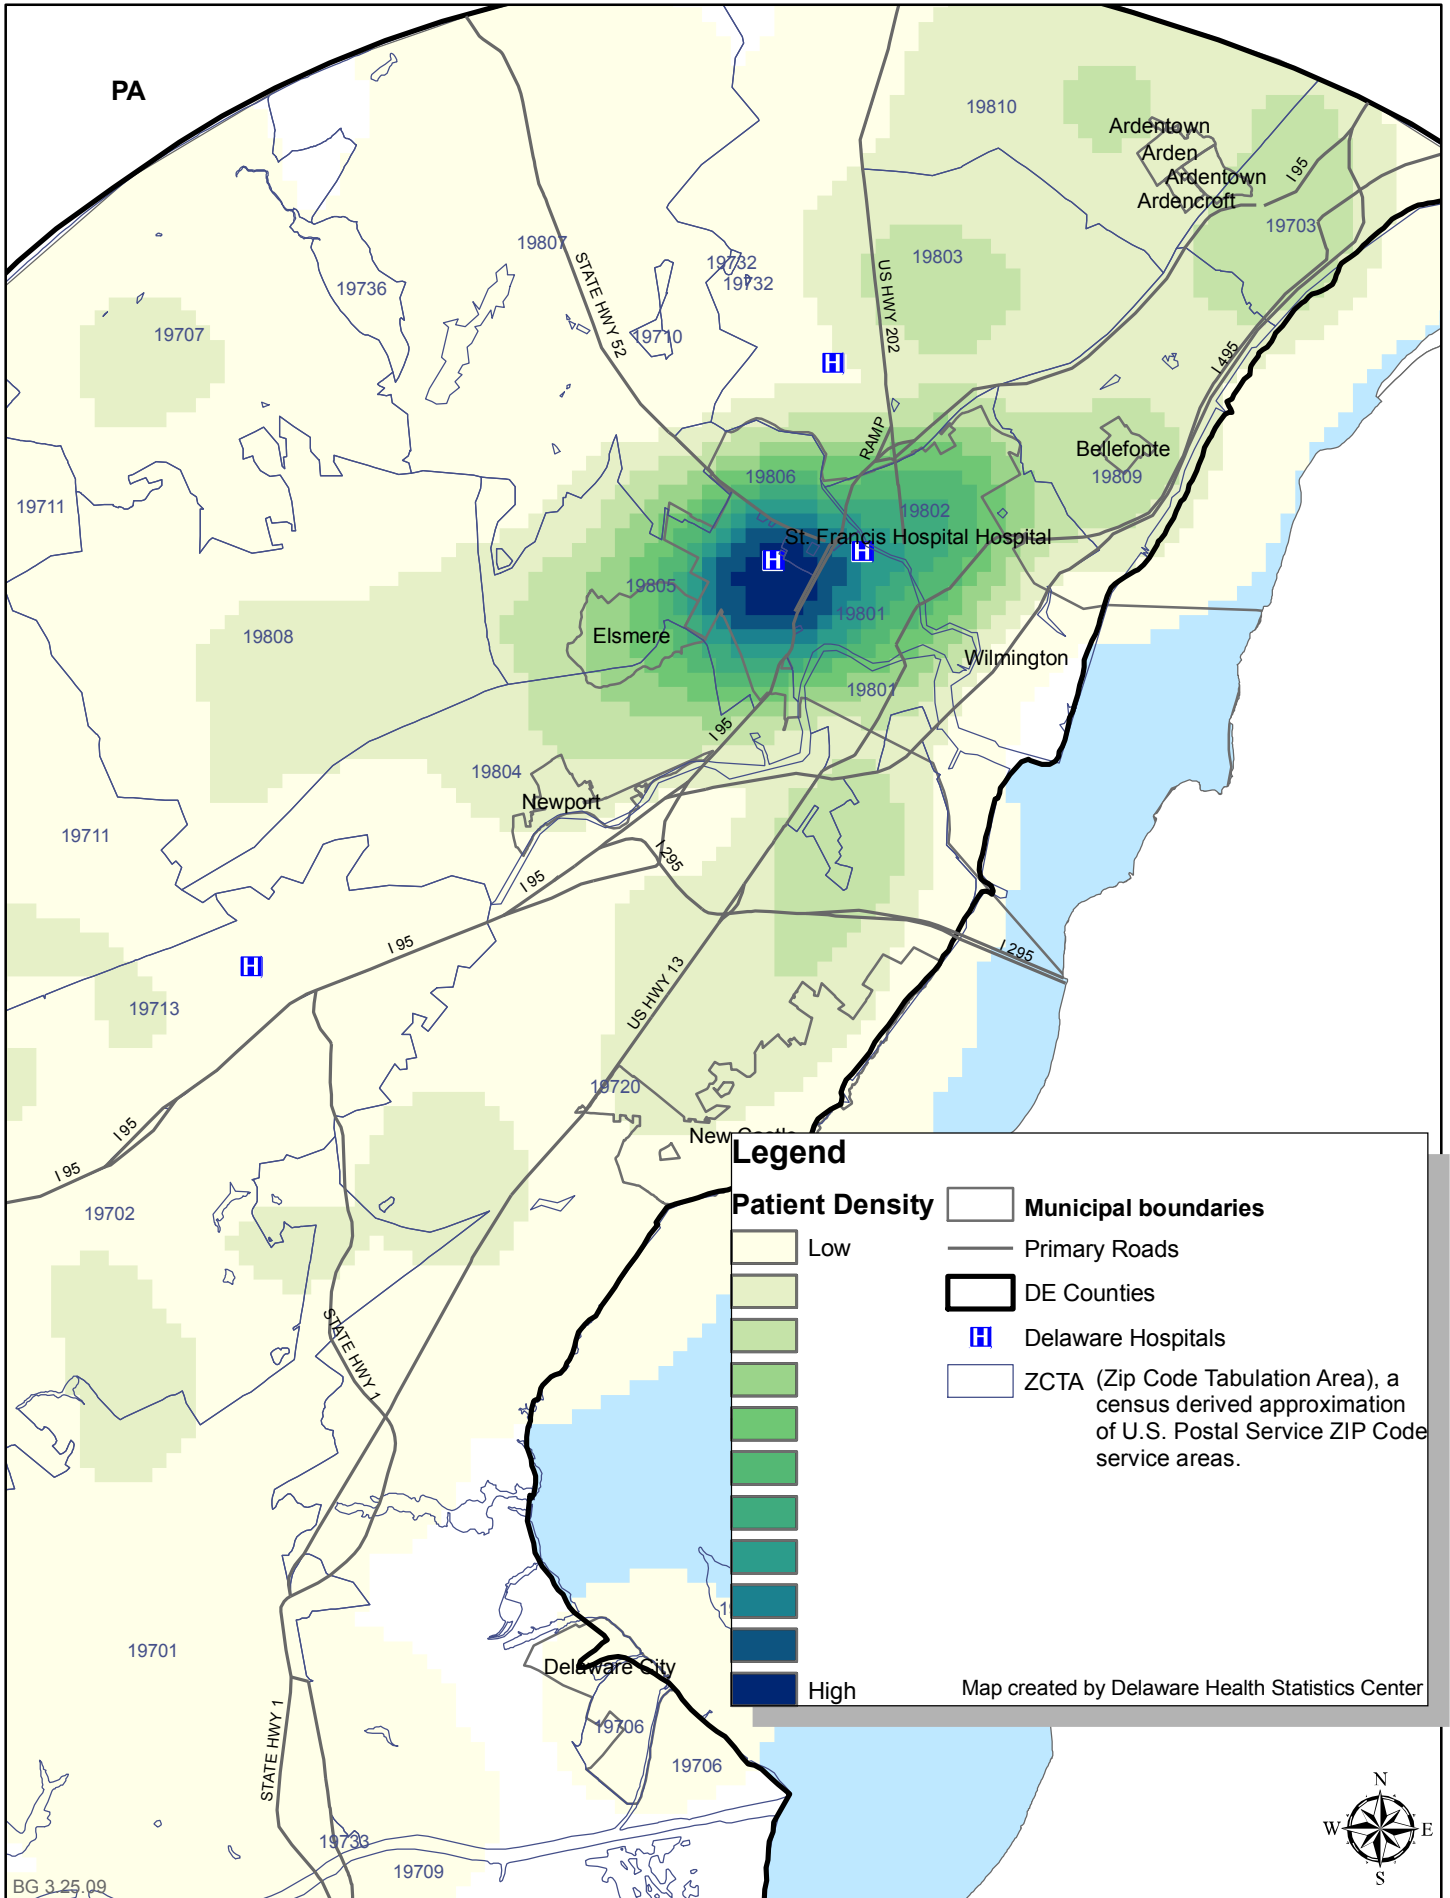 PA
19810
Ardentown
Arden
Ardentown
Ardencroft
I 95
19703
19807
STATE HWY 52
19732
19732
19803
US HWY 202
19736
19707
19710
H
I 495
RAMP
Bellefonte
19809
19806
19711
19802
St. Francis Hospital Hospital
H
H
19805
19801
Elsmere
19808
Wilmington
19801
I 95
19804
Newport
19711
I 295
I 95
I 95
H
I 295
19713
US HWY 13
19720
I 95
I 95
New Castle
19702
STATE HWY 1
19701
Delaware City
19706
19706
STATE HWY 1
19733
19709
BG 3.25.09
Legend
Patient Density
Low
High
Municipal boundaries
Primary Roads
DE Counties
H Delaware Hospitals
ZCTA (Zip Code Tabulation Area), a
census derived approximation
of U.S. Postal Service ZIP Code
service areas.
Map created by Delaware Health Statistics Center
N
W E
S